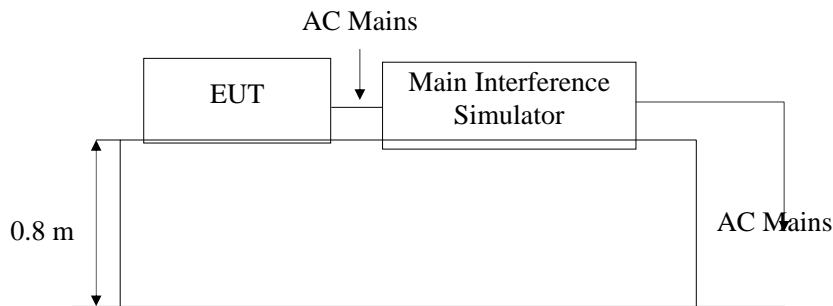 AC Mains
EUT
Main Interference
Simulator
0.8 m
AC Mains